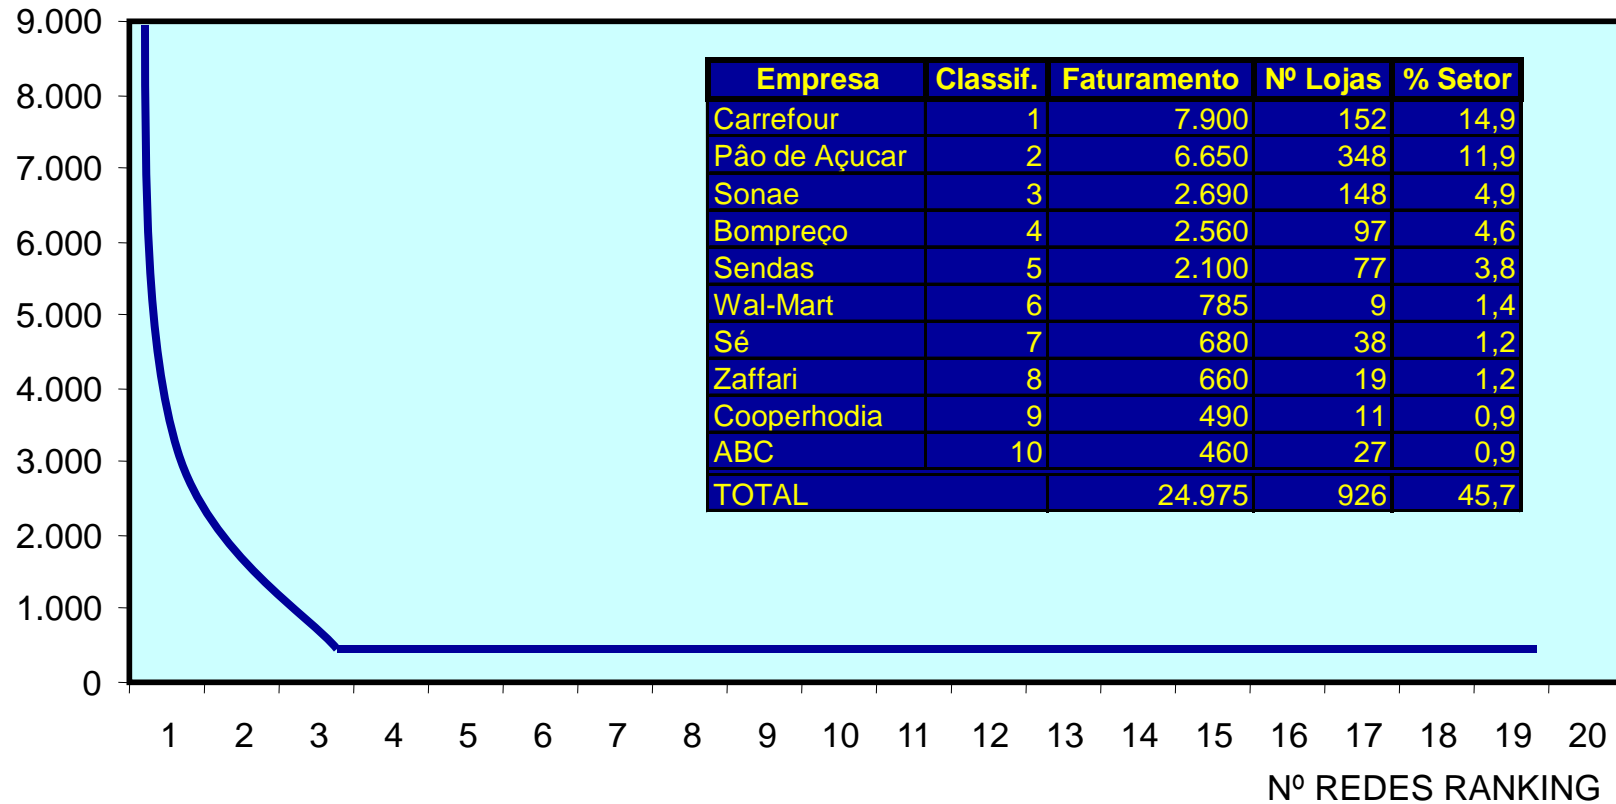 9.000
8.000
7.000
6.000
5.000
4.000
3.000
2.000
1.000
0
Empresa Classif. Faturamento Nº Lojas % Setor
Carrefour 1 7.900 152 14,9
Pâo de Açucar 2 6.650 348 11,9
Sonae 3 2.690 148 4,9
Bompreço 4 2.560 97 4,6
Sendas 5 2.100 77 3,8
Wal-Mart 6 785 9 1,4
Sé 7 680 38 1,2
Zaffari 8 660 19 1,2
Cooperhodia 9 490 11 0,9
ABC 10 460 27 0,9
TOTAL 24.975 926 45,7
1 2 3 4 5 6 7 8 9 10 11 12 13 14 15 16 17 18 19 20
Nº REDES RANKING